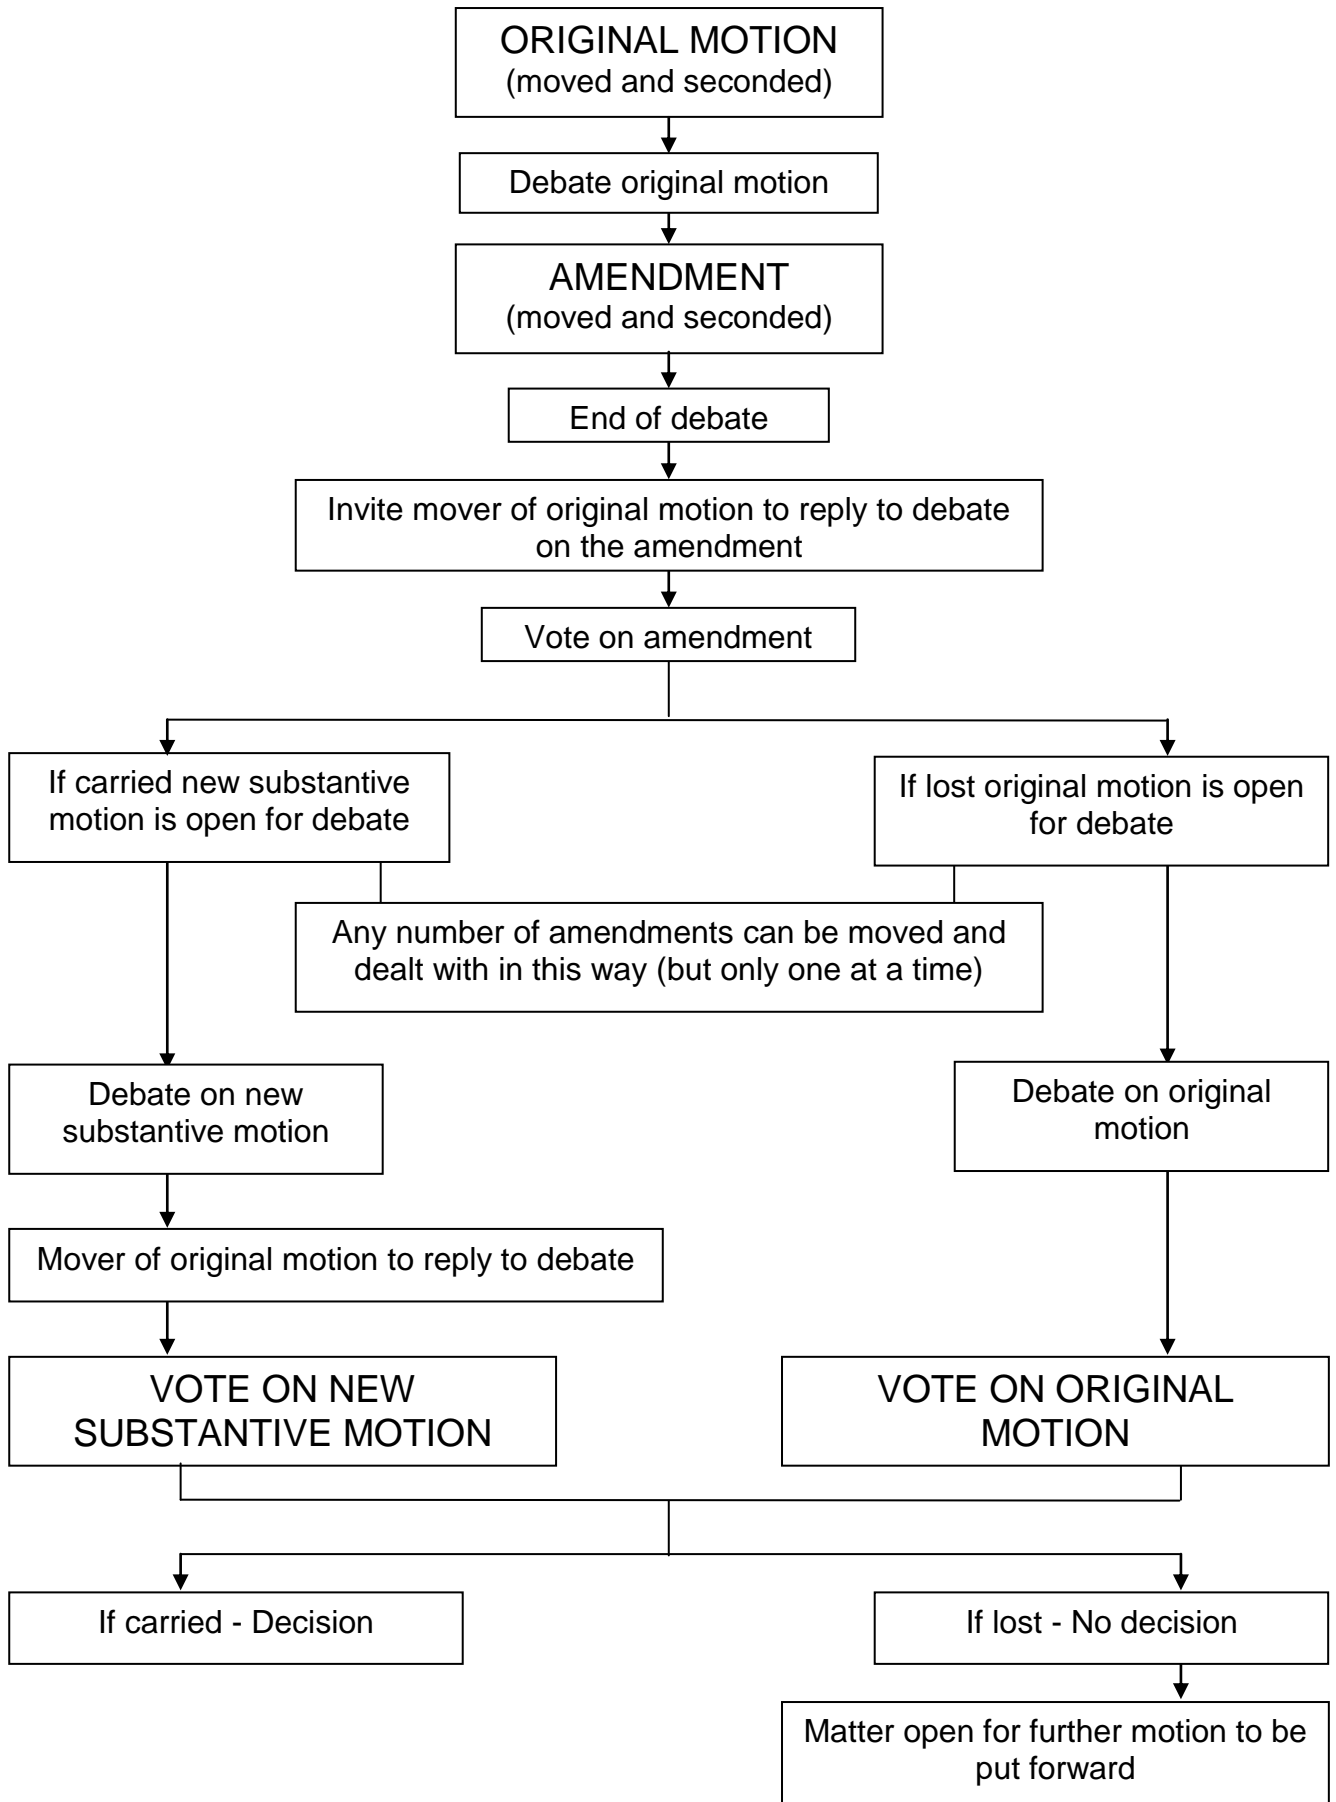 ORIGINAL MOTION
(moved and seconded)
Debate original motion
AMENDMENT
(moved and seconded)
End of debate
Invite mover of original motion to reply to debate
on the amendment
Vote on amendment
If carried new substantive
motion is open for debate
If lost original motion is open
for debate
Any number of amendments can be moved and
dealt with in this way (but only one at a time)
Debate on new
substantive motion
Debate on original
motion
Mover of original motion to reply to debate
VOTE ON NEW
SUBSTANTIVE MOTION
VOTE ON ORIGINAL
MOTION
If carried - Decision
If lost - No decision
Matter open for further motion to be
put forward